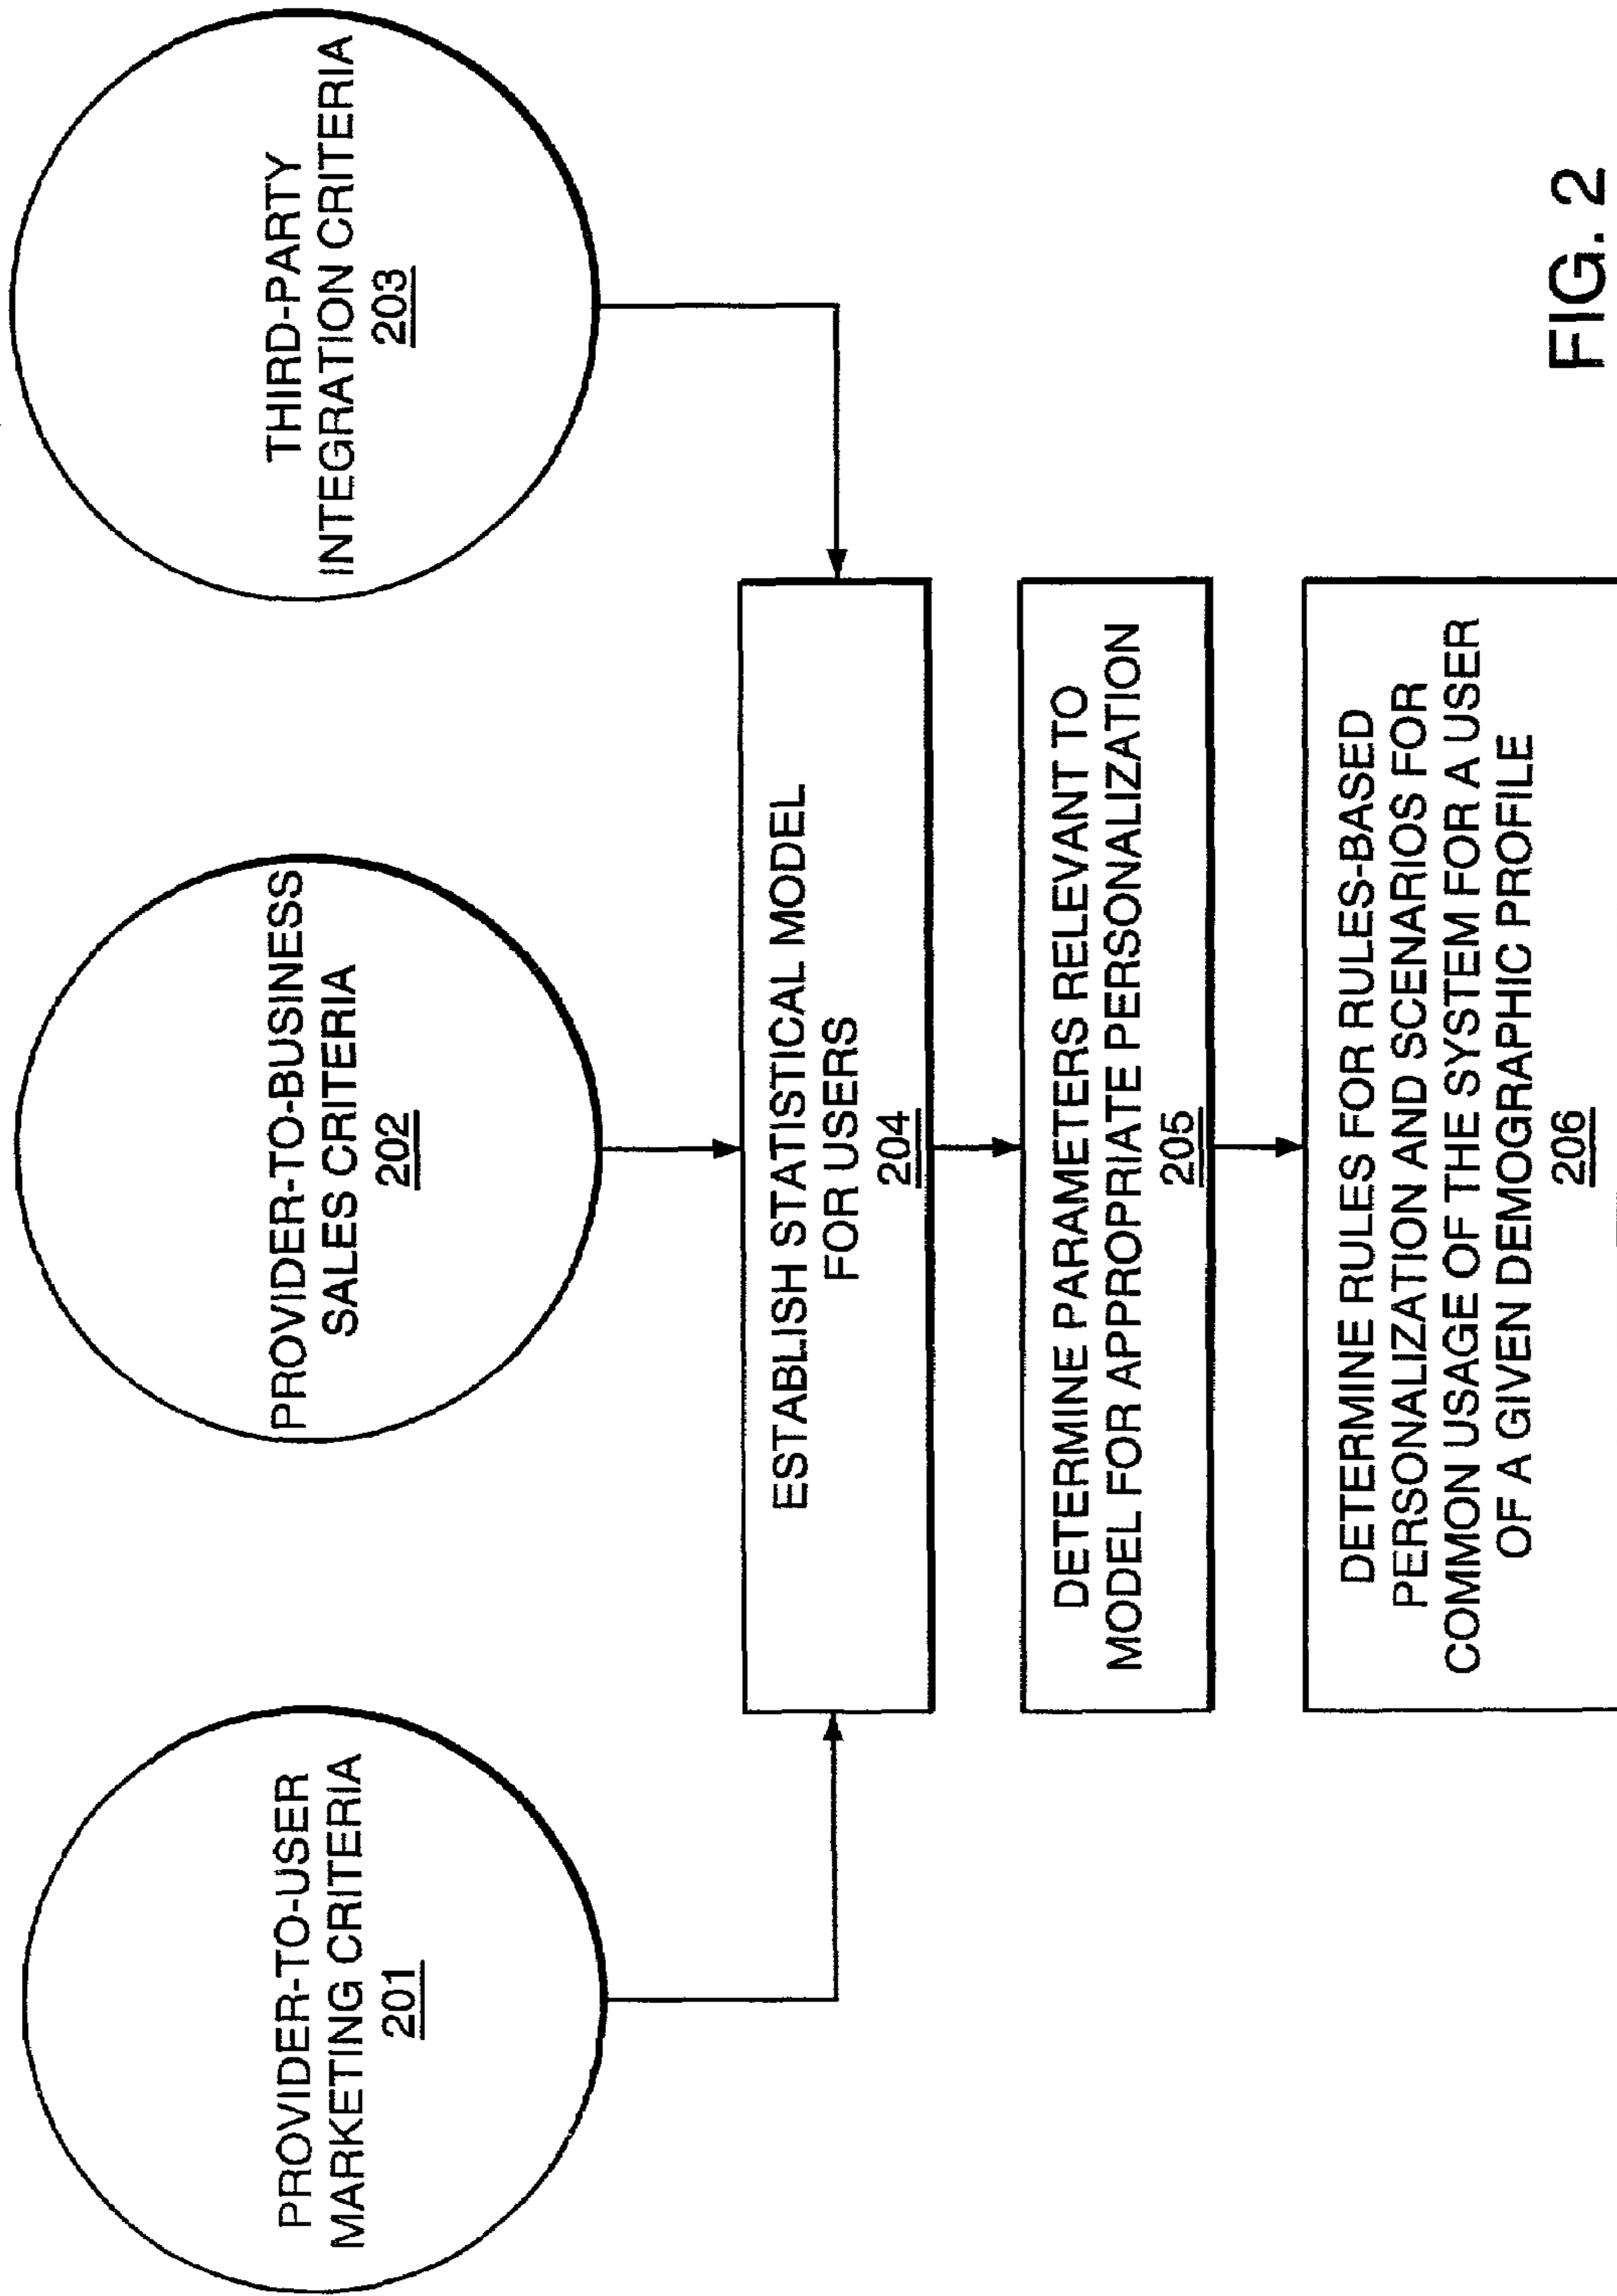 PROVIDER-TO-USER
MARKETING CRITERIA
201
PROVIDER-TO-BUSINESS
SALES CRITERIA
202
THIRD-PARTY
INTEGRATION CRITERIA
203
ESTABLISH STATISTICAL MODEL
FOR USERS
204
DETERMINE PARAMETERS RELEVANT TO
MODEL FOR APPROPRIATE PERSONALIZATION
205
DETERMINE RULES FOR RULES-BASED
PERSONALIZATION AND SCENARIOS FOR
COMMON USAGE OF THE SYSTEM FOR A USER
OF A GIVEN DEMOGRAPHIC PROFILE
206
FIG. 2